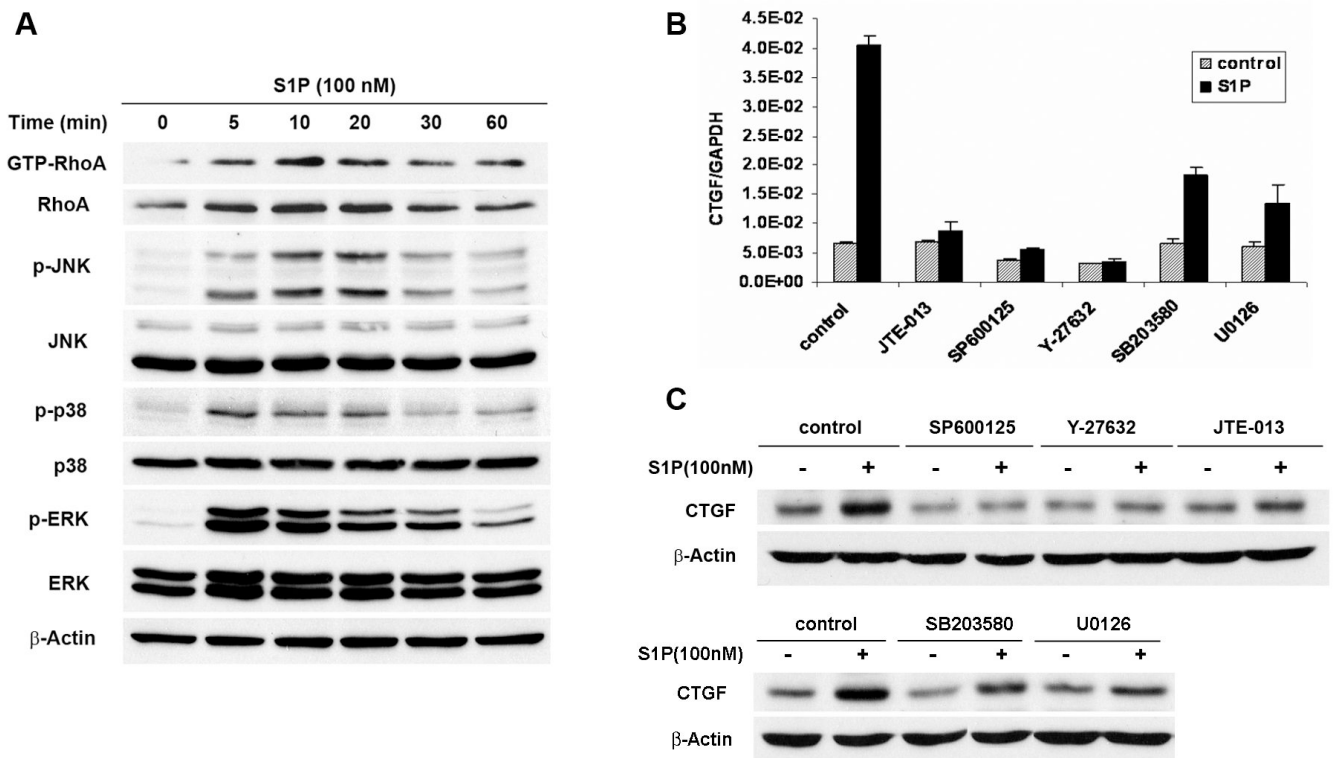 A
S1P (100 nM)
Time (min) 0 5 10 20 30 60
GTP-RhoA
RhoA
p-JNK
JNK
p-p38
p38
p-ERK
ERK
β-Actin
B
4.5E-02
4.0E-02
3.5E-02
3.0E-02
2.5E-02
2.0E-02
1.5E-02
1.0E-02
5.0E-03
0.0E+00
CTGF/GAPDH
control
S1P
control
JTE-013
SP600125
Y-27632
SB203580
U0126
C
control SP600125 Y-27632 JTE-013
S1P(100nM) - + - + - + - +
CTGF
β-Actin
control SB203580 U0126
S1P(100nM) - + - + - +
CTGF
β-Actin